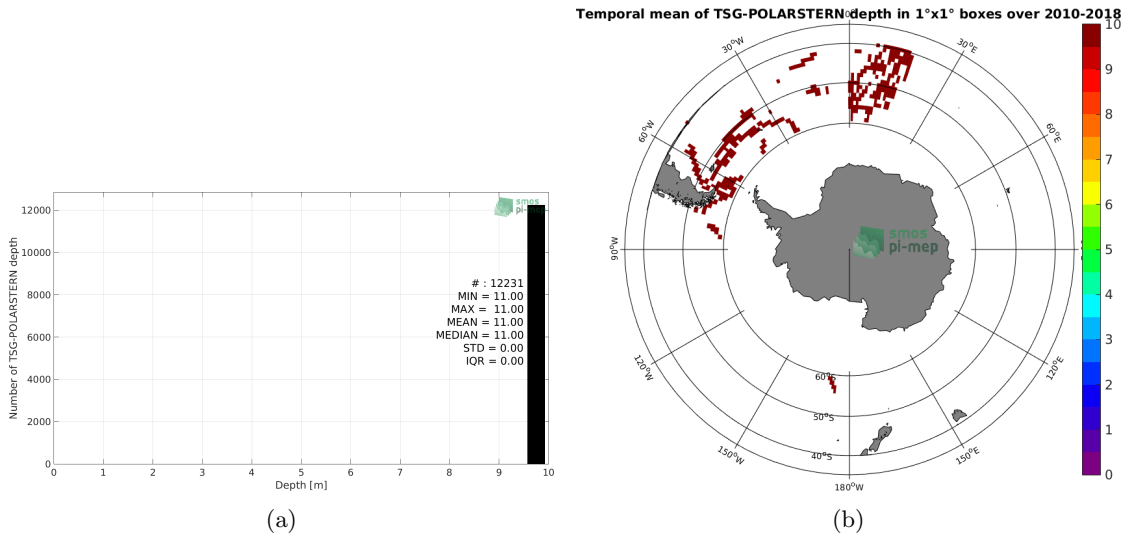 Temporal mean of TSG-POLARSTERN depth in 1°x1° boxes over 2010-2018
Number of TSG-POLARSTERN depth
12000
10000
8000
6000
4000
2000
0
smos
pi-mep
# : 12231
MIN = 11.00
MAX = 11.00
MEAN = 11.00
MEDIAN = 11.00
STD = 0.00
IQR = 0.00
0 1 2 3 4 5 6 7 8 9 10
Depth [m]
(a)
30°W
30°E
60°W
60°E
90°W
120°W
120°E
150°W
150°E
180°W
60°S
50°S
40°S
smos
pi-mep
10
9
8
7
6
5
4
3
2
1
0
(b)